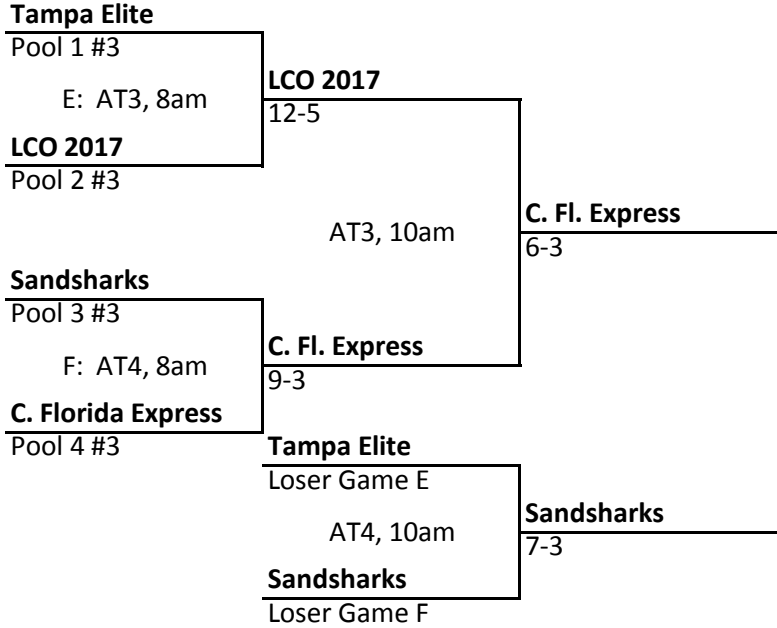 Tampa Elite
Pool 1 #3
E:  AT3, 8am
LCO 2017
12-5
LCO 2017
Pool 2 #3
AT3, 10am
C. Fl. Express
6-3
Sandsharks
Pool 3 #3
F:  AT4, 8am
C. Fl. Express
9-3
C. Florida Express
Pool 4 #3
Tampa Elite
Loser Game E
AT4, 10am
Sandsharks
7-3
Sandsharks
Loser Game F